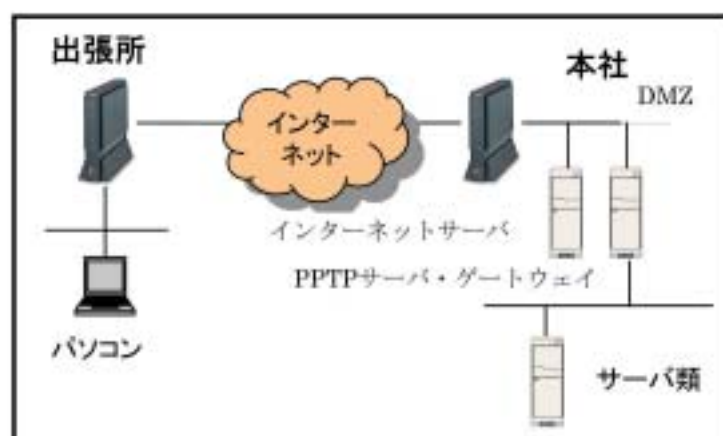 出張所
本社
DMZ
インター
ネット
インターネットサーバ
PPTPサーバ・ゲートウェイ
パソコン
サーバ類